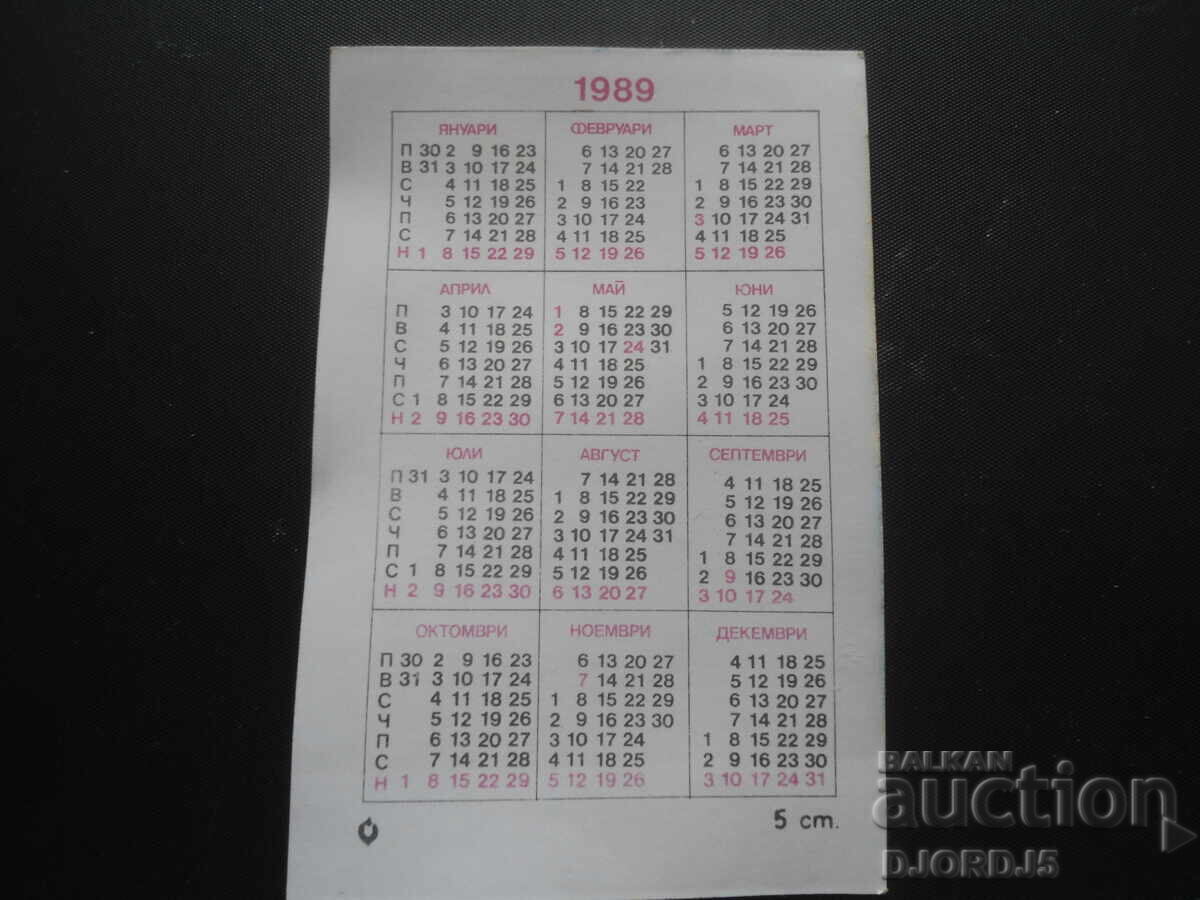 1989
ЯНУАРИ ФЕВРУАРИ МАРТ
П 30 2 9 16 23 6 13 20 27 6 13 20 27
В 31 3 10 17 24 7 14 21 28 7 14 21 28
С 4 11 18 25 1 8 15 22 1 8 15 22 29
Ч 5 12 19 26 2 9 16 23 2 9 16 23 30
П 6 13 20 27 3 10 17 24 3 10 17 24 31
С 7 14 21 28 4 11 18 25 4 11 18 25
Н 1 8 15 22 29 5 12 19 26 5 12 19 26
АПРИЛ МАЙ ЮНИ
П 3 10 17 24 1 8 15 22 29 5 12 19 26
В 4 11 18 25 2 9 16 23 30 6 13 20 27
С 5 12 19 26 3 10 17 24 31 7 14 21 28
Ч 6 13 20 27 4 11 18 25 1 8 15 22 29
П 7 14 21 28 5 12 19 26 2 9 16 23 30
С 1 8 15 22 29 6 13 20 27 3 10 17 24
Н 2 9 16 23 30 7 14 21 28 4 11 18 25
ЮЛИ АВГУСТ СЕПТЕМВРИ
П 31 3 10 17 24 7 14 21 28 4 11 18 25
В 4 11 18 25 1 8 15 22 29 5 12 19 26
С 5 12 19 26 2 9 16 23 30 6 13 20 27
Ч 6 13 20 27 3 10 17 24 31 7 14 21 28
П 7 14 21 28 4 11 18 25 1 8 15 22 29
С 1 8 15 22 29 5 12 19 26 2 9 16 23 30
Н 2 9 16 23 30 6 13 20 27 3 10 17 24
ОКТОМВРИ НОЕМВРИ ДЕКЕМВРИ
П 30 2 9 16 23 6 13 20 27 4 11 18 25
В 31 3 10 17 24 7 14 21 28 5 12 19 26
С 4 11 18 25 1 8 15 22 29 6 13 20 27
Ч 5 12 19 26 2 9 16 23 30 7 14 21 28
П 6 13 20 27 3 10 17 24 1 8 15 22 29
С 7 14 21 28 4 11 18 25 2 9 16 23 30
Н 1 8 15 22 29 5 12 19 26 3 10 17 24 31
5 ст.
BALKAN
auction
DJORDJ5